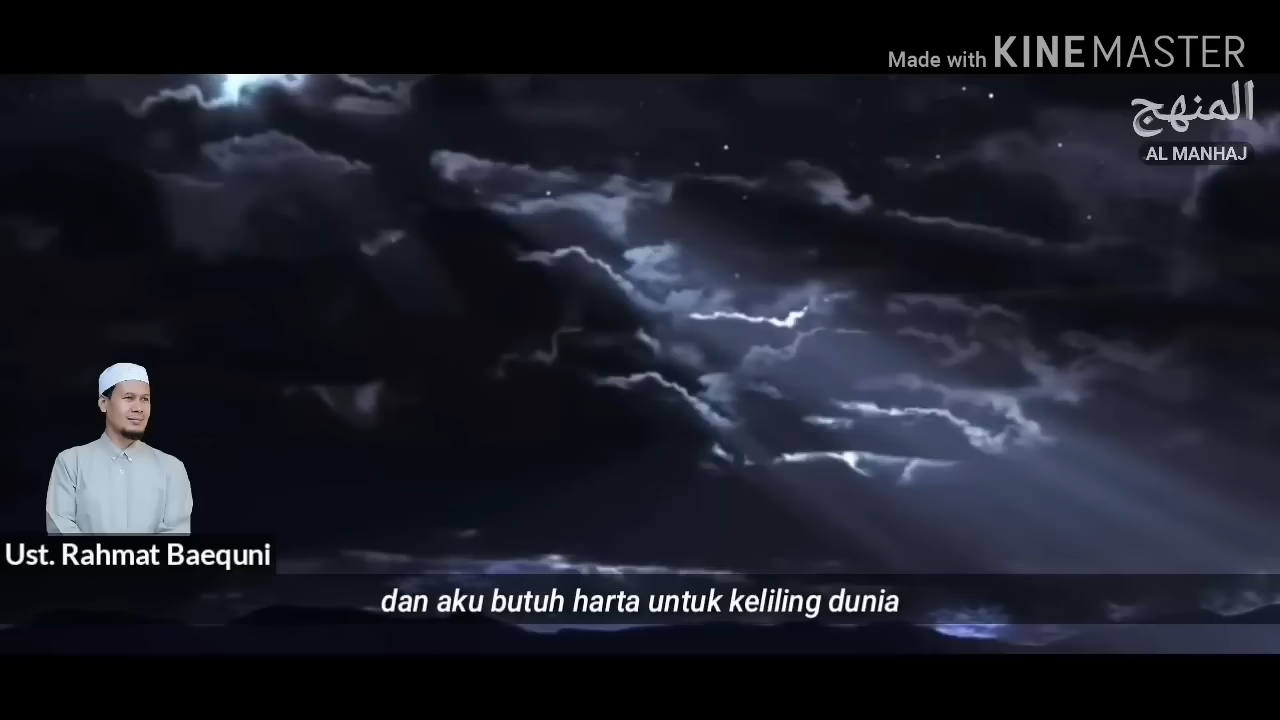 Made with KINEMASTER
المنهج
AL MANHAJ
Ust. Rahmat Baequni
dan aku butuh harta untuk keliling dunia